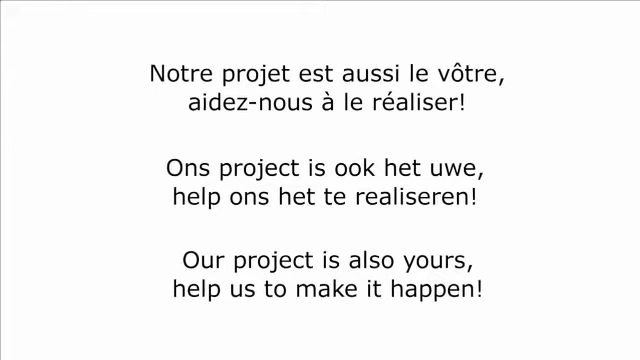 Notre projet est aussi le vôtre,
aidez-nous à le réaliser!
Ons project is ook het uwe,
help ons het te realiseren!
Our project is also yours,
help us to make it happen!